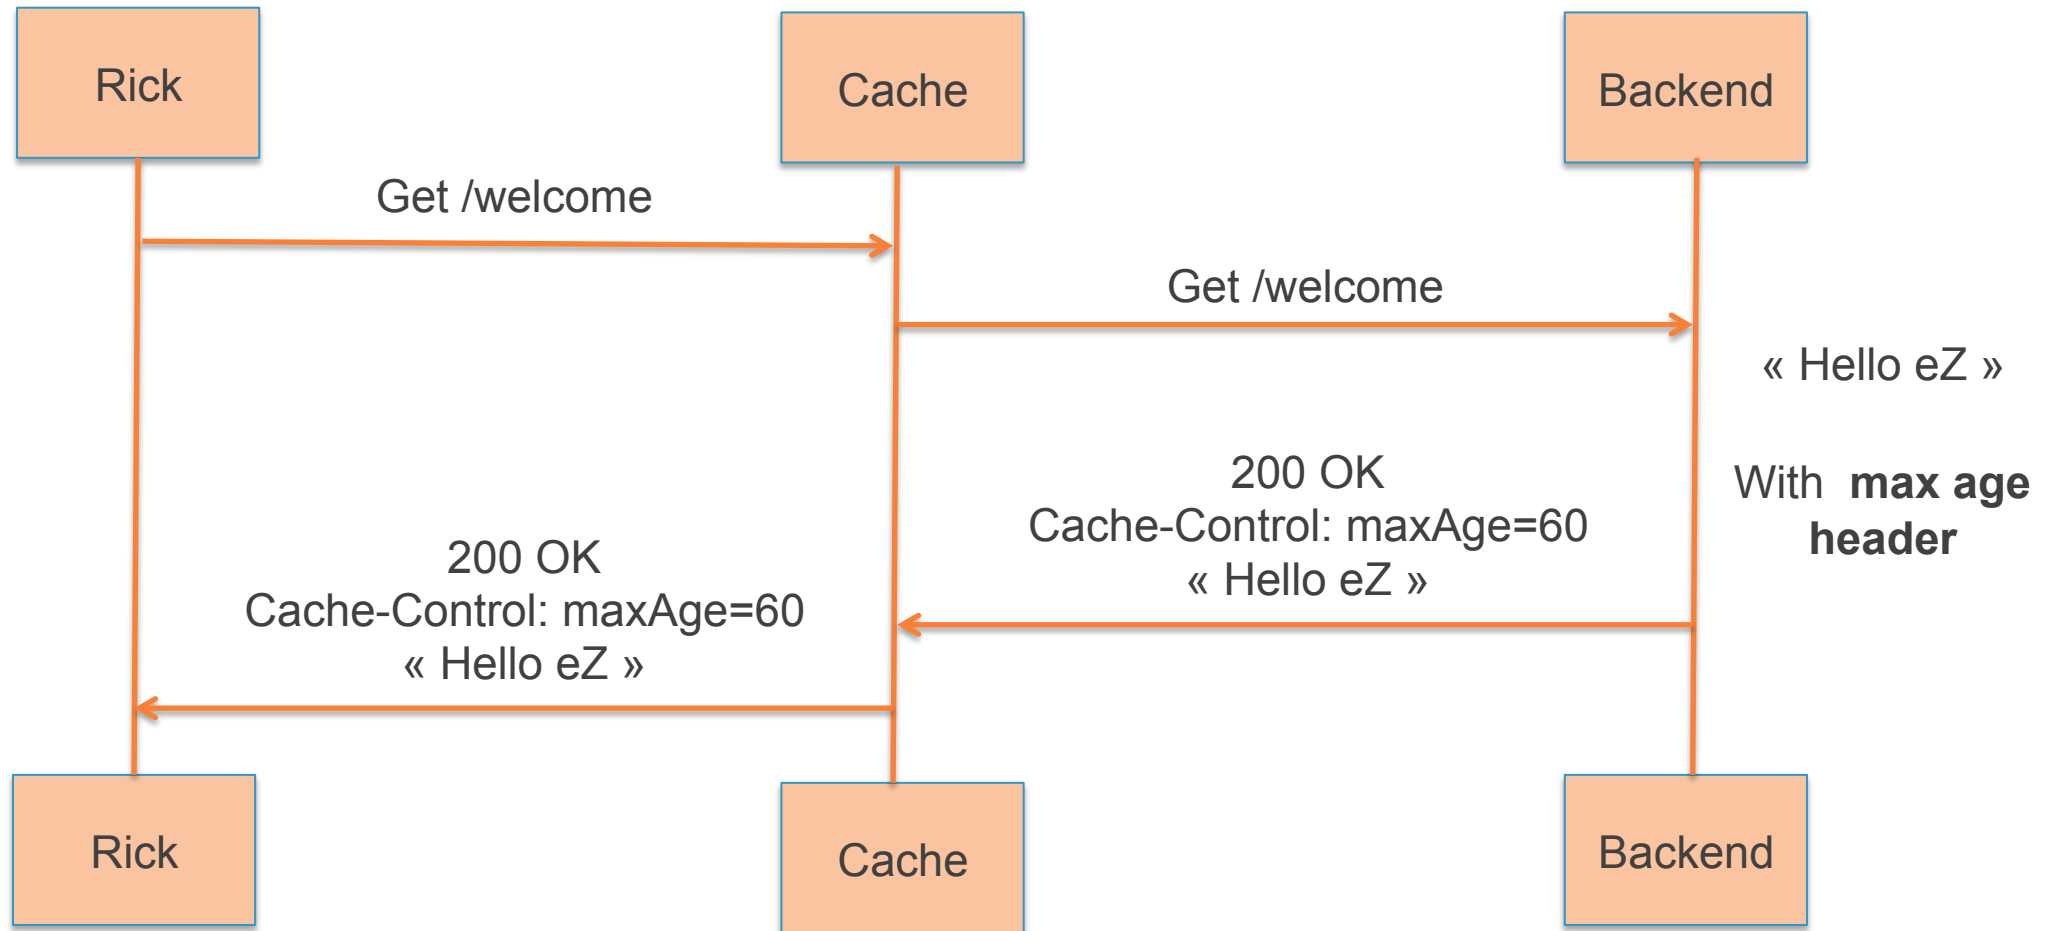 Rick
Cache
Backend
Get /welcome
Get /welcome
« Hello eZ »
With max age
header
200 OK
Cache-Control: maxAge=60
« Hello eZ »
200 OK
Cache-Control: maxAge=60
« Hello eZ »
Rick
Cache
Backend